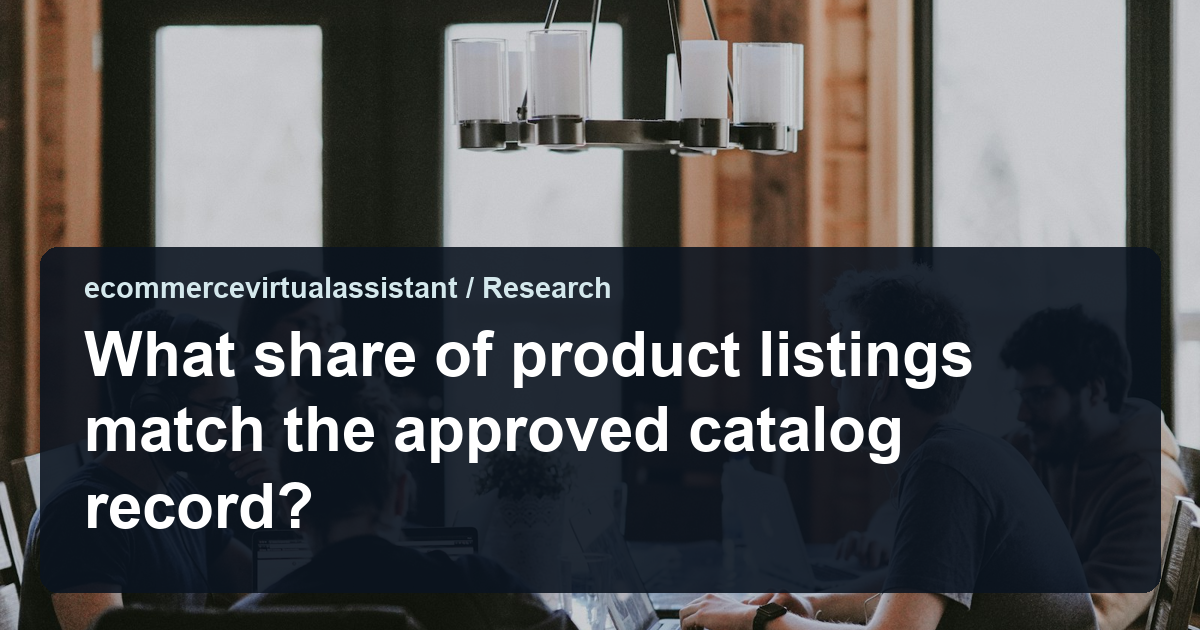 ecommercevirtualassistant / Research
What share of product listings
match the approved catalog
record?